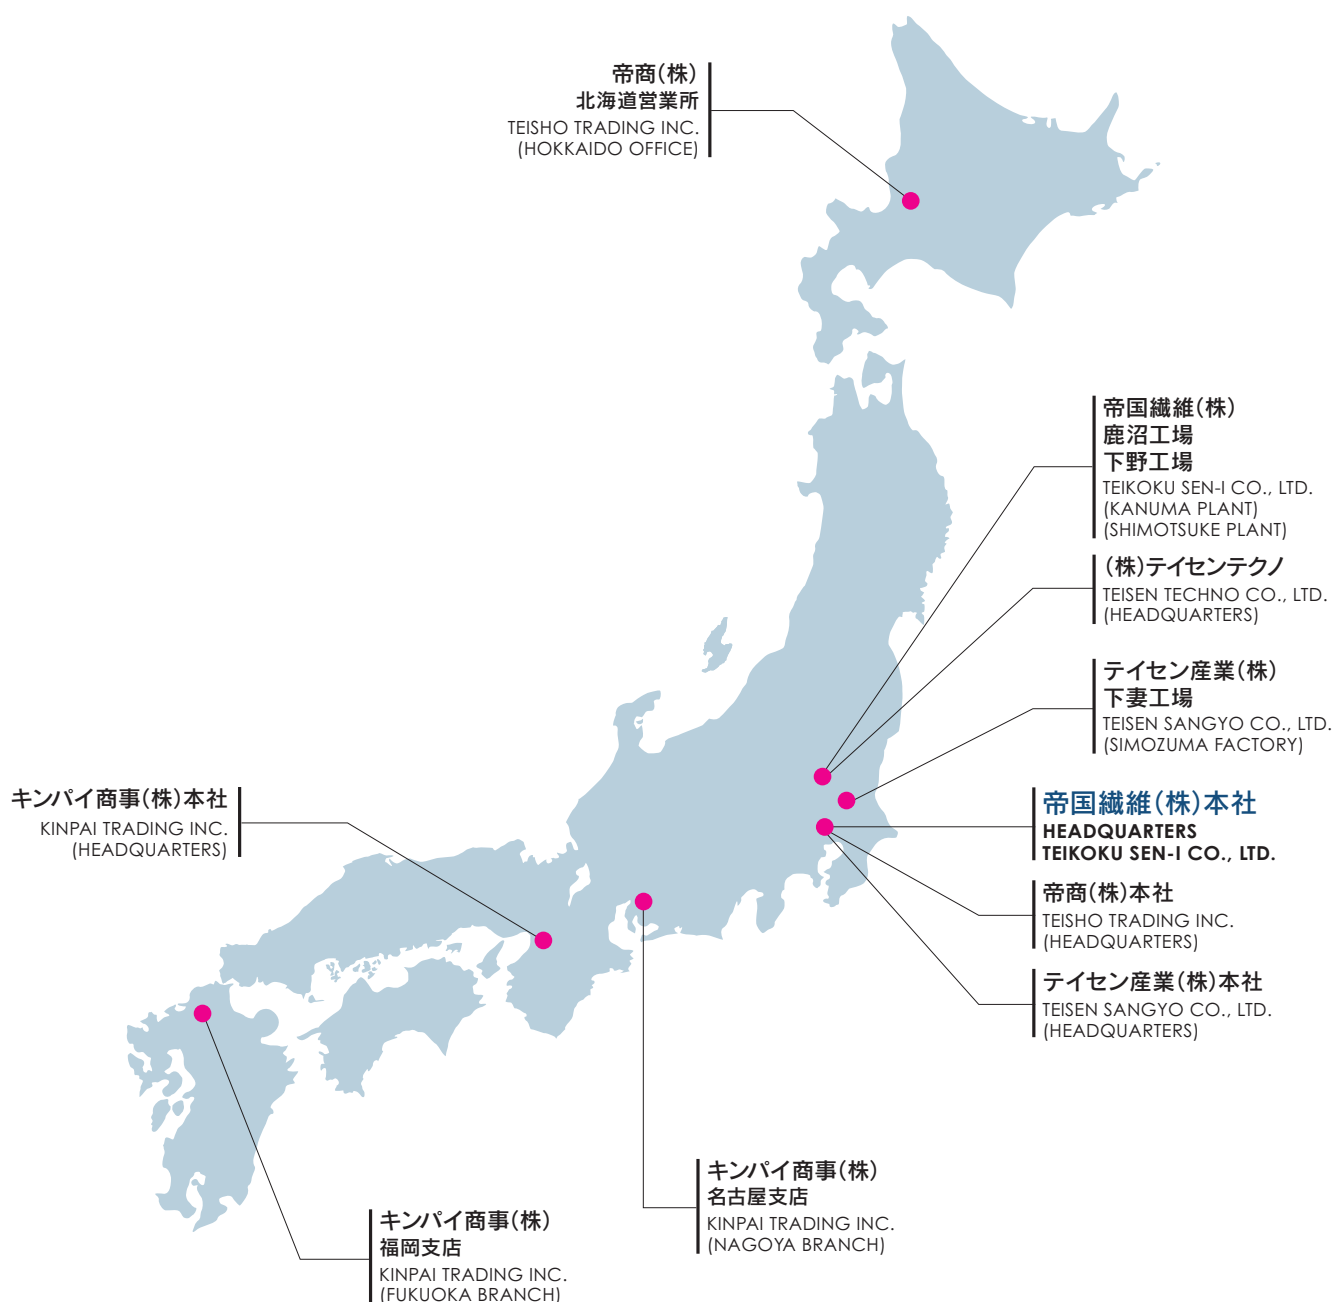 帝商(株)
北海道営業所
TEISHO TRADING INC.
(HOKKAIDO OFFICE)
帝国繊維(株)
鹿沼工場
下野工場
TEIKOKU SEN-I CO., LTD.
(KANUMA PLANT)
(SHIMOTSUKE PLANT)
(株)テイセンテクノ
TEISEN TECHNO CO., LTD.
(HEADQUARTERS)
テイセン産業(株)
下妻工場
TEISEN SANGYO CO., LTD.
(SIMOZUMA FACTORY)
キンパイ商事(株)本社
KINPAI TRADING INC.
(HEADQUARTERS)
帝国繊維(株)本社
HEADQUARTERS
TEIKOKU SEN-I CO., LTD.
帝商(株)本社
TEISHO TRADING INC.
(HEADQUARTERS)
テイセン産業(株)本社
TEISEN SANGYO CO., LTD.
(HEADQUARTERS)
キンパイ商事(株)
名古屋支店
KINPAI TRADING INC.
(NAGOYA BRANCH)
キンパイ商事(株)
福岡支店
KINPAI TRADING INC.
(FUKUOKA BRANCH)